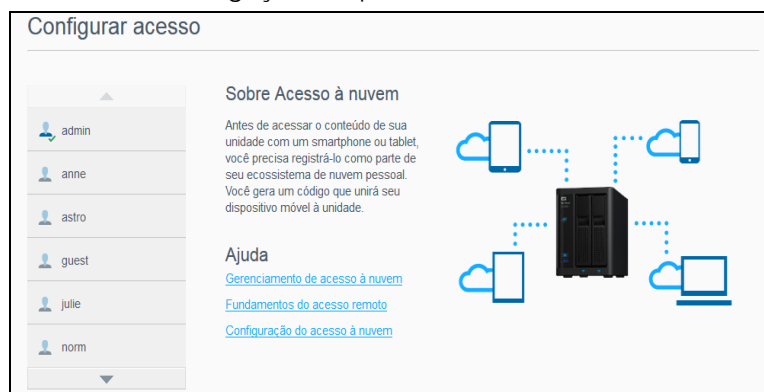 Configurar acesso
admin
anne
astro
guest
julie
norm
Sobre Acesso à nuvem
Antes de acessar o conteúdo de sua
unidade com um smartphone ou tablet,
você precisa registrá-lo como parte de
seu ecossistema de nuvem pessoal.
Você gera um código que unirá seu
dispositivo móvel à unidade.
Ajuda
Gerenciamento de acesso à nuvem
Fundamentos do acesso remoto
Configuração do acesso à nuvem